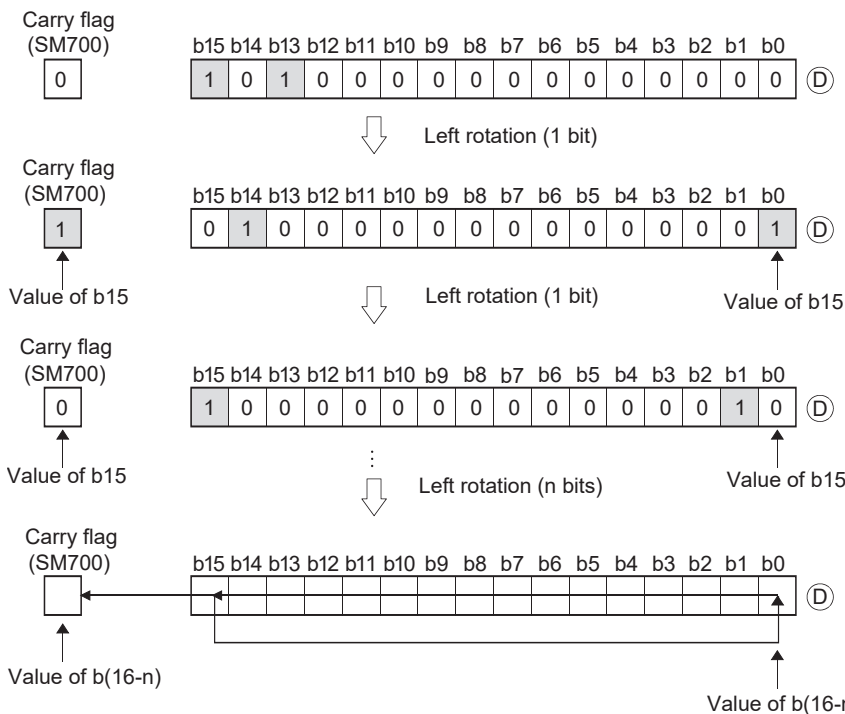 Carry flag
(SM700)
b15 b14 b13 b12 b11 b10 b9 b8 b7 b6 b5 b4 b3 b2 b1 b0
0 1 0 1 0 0 0 0 0 0 0 0 0 0 0 0 0 D
Left rotation (1 bit)
Carry flag
(SM700)
b15 b14 b13 b12 b11 b10 b9 b8 b7 b6 b5 b4 b3 b2 b1 b0
1 0 1 0 0 0 0 0 0 0 0 0 0 0 0 0 1 D
Value of b15 Left rotation (1 bit) Value of b15
Carry flag
(SM700)
b15 b14 b13 b12 b11 b10 b9 b8 b7 b6 b5 b4 b3 b2 b1 b0
0 1 0 0 0 0 0 0 0 0 0 0 0 0 0 1 0 D
Value of b15 Value of b15
⋮
Left rotation (n bits)
Carry flag
(SM700)
b15 b14 b13 b12 b11 b10 b9 b8 b7 b6 b5 b4 b3 b2 b1 b0
D
Value of b(16-n)
Value of b(16-